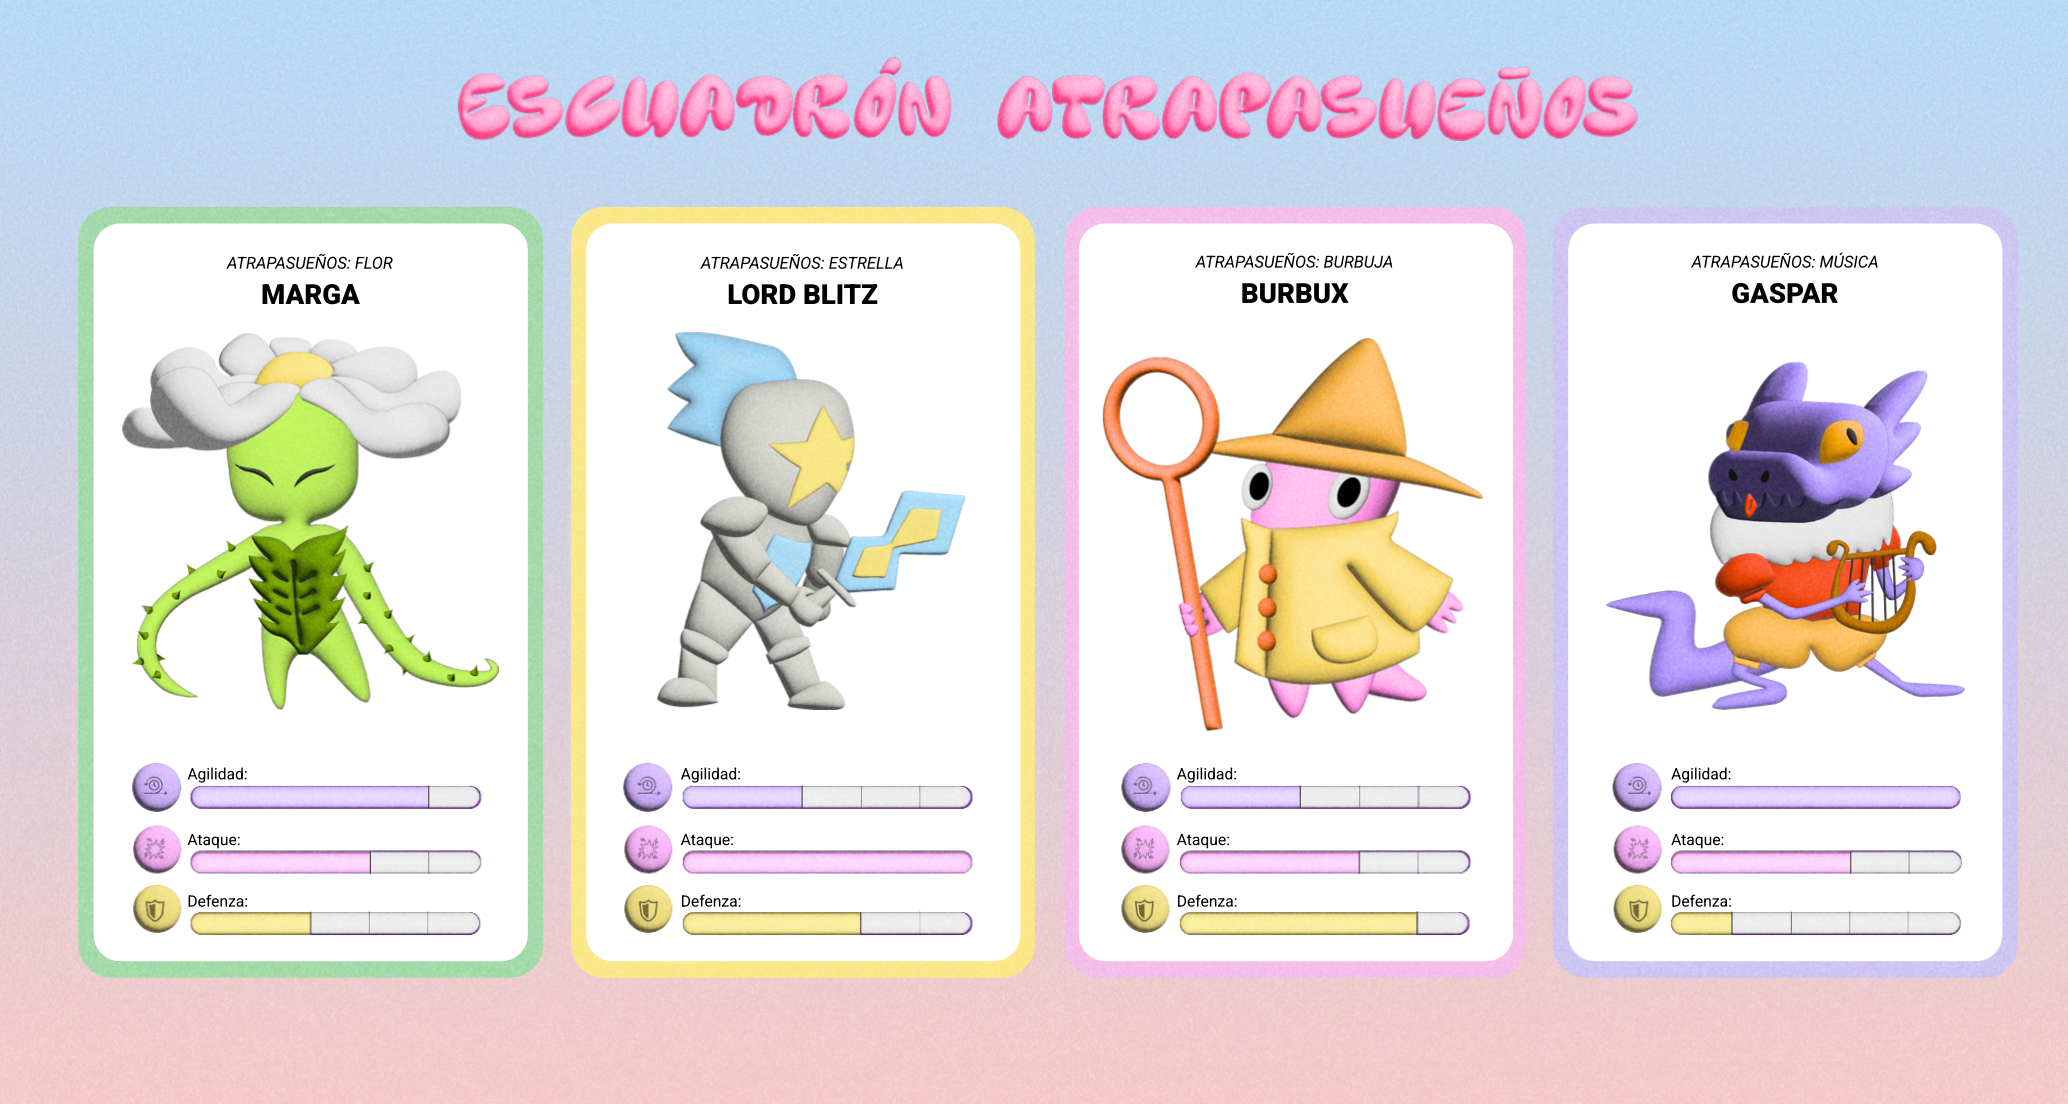 ESCUADRÓN ATRAPASUEÑOS
ATRAPASUEÑOS: FLOR
MARGA
Agilidad:
Ataque:
Defenza:
ATRAPASUEÑOS: ESTRELLA
LORD BLITZ
Agilidad:
Ataque:
Defenza:
ATRAPASUEÑOS: BURBUJA
BURBUX
Agilidad:
Ataque:
Defenza:
ATRAPASUEÑOS: MÚSICA
GASPAR
Agilidad:
Ataque:
Defenza: